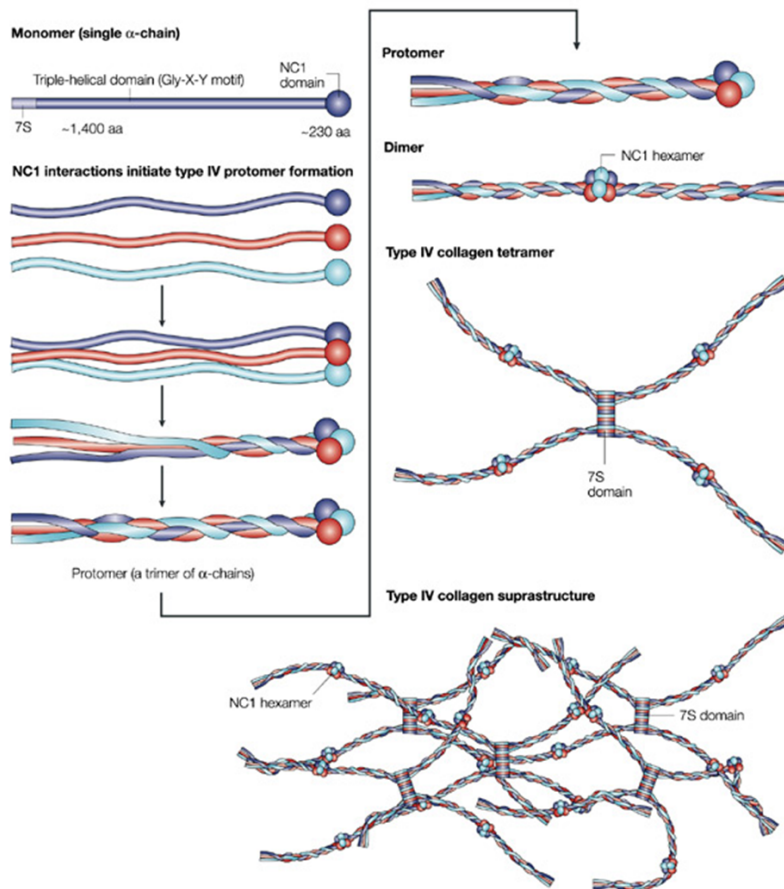 Monomer (single α-chain)
Triple-helical domain (Gly-X-Y motif)
NC1
domain
7S
~1,400 aa
~230 aa
NC1 interactions initiate type IV protomer formation
Protomer (a trimer of α-chains)
Protomer
Dimer
NC1 hexamer
Type IV collagen tetramer
7S
domain
Type IV collagen suprastructure
NC1 hexamer
7S domain